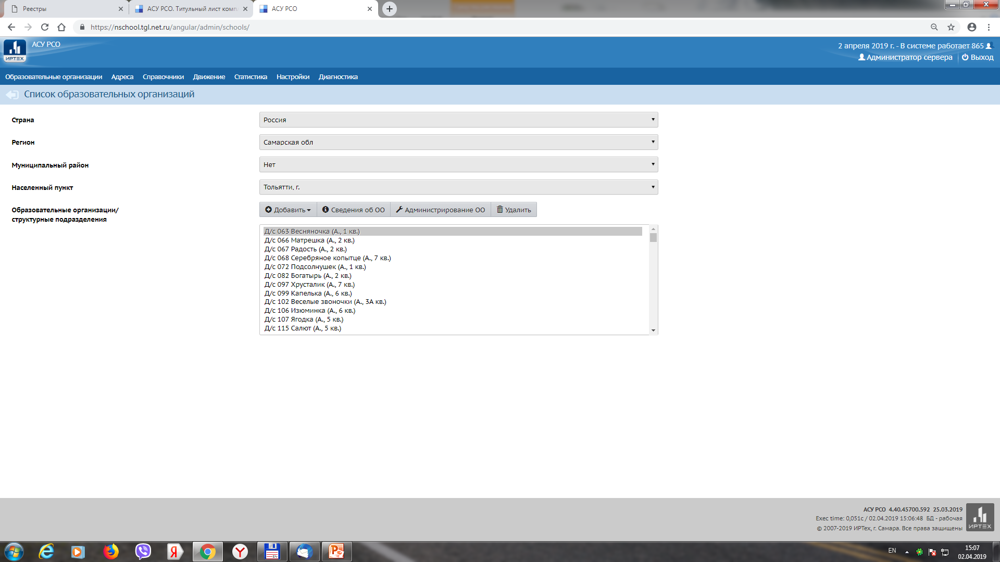 Реестры
АСУ РСО. Титульный лист комп
АСУ РСО
https://nschool.tgl.net.ru/angular/admin/schools/
ИРТЕХ
АСУ РСО
2 апреля 2019 г. - В системе работает 865
Администратор сервера
Выход
Образовательные организации Адреса Справочники Движение Статистика Настройки Диагностика
Список образовательных организаций
Страна
Россия
Регион
Самарская обл
Муниципальный район
Нет
Населенный пункт
Тольятти, г.
Образовательные организации/
структурные подразделения
Добавить Сведения об ОО Администрирование ОО Удалить
Д/с 063 Весняночка (А., 1 кв.)
Д/с 066 Матрешка (А., 2 кв.)
Д/с 067 Радость (А., 2 кв.)
Д/с 068 Серебряное копытце (А., 7 кв.)
Д/с 072 Подсолнушек (А., 1 кв.)
Д/с 082 Богатырь (А., 2 кв.)
Д/с 097 Хрусталик (А., 7 кв.)
Д/с 099 Капелька (А., 6 кв.)
Д/с 102 Веселые звоночки (А., 3А кв.)
Д/с 106 Изюминка (А., 6 кв.)
Д/с 107 Ягодка (А., 5 кв.)
Д/с 115 Салют (А., 5 кв.)
АСУ РСО 4.40.45700.592 25.03.2019
Exec time: 0,051с / 02.04.2019 15:06:48 БД - рабочая
© 2007-2019 ИРТех, г. Самара. Все права защищены
ИРТЕХ
EN
15:07
02.04.2019